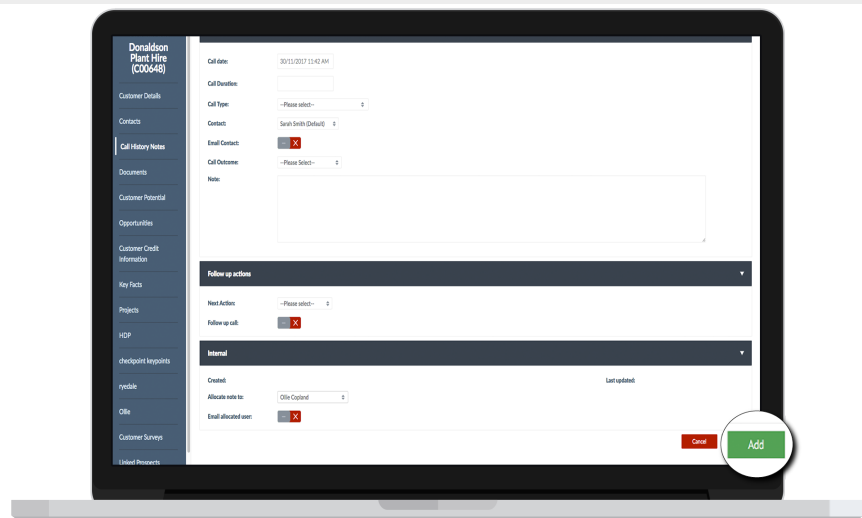 Donaldson
Plant Hire
(C00648)
Customer Details
Contacts
Call History Notes
Documents
Customer Potential
Opportunities
Customer Credit
Information
Key Facts
Projects
HDP
checkpoint keypoints
ryedale
Ollie
Customer Surveys
Linked Prospects
Call date: 30/11/2017 11:42 AM
Call Duration:
Call Type: --Please select--
Contact: Sarah Smith (Default)
Email Contact: -- X
Call Outcome: --Please Select--
Note:
Follow up actions
Next Action: --Please select--
Follow up call: -- X
Internal
Created: Last updated:
Allocate note to: Ollie Copland
Email allocated user: -- X
Cancel Add